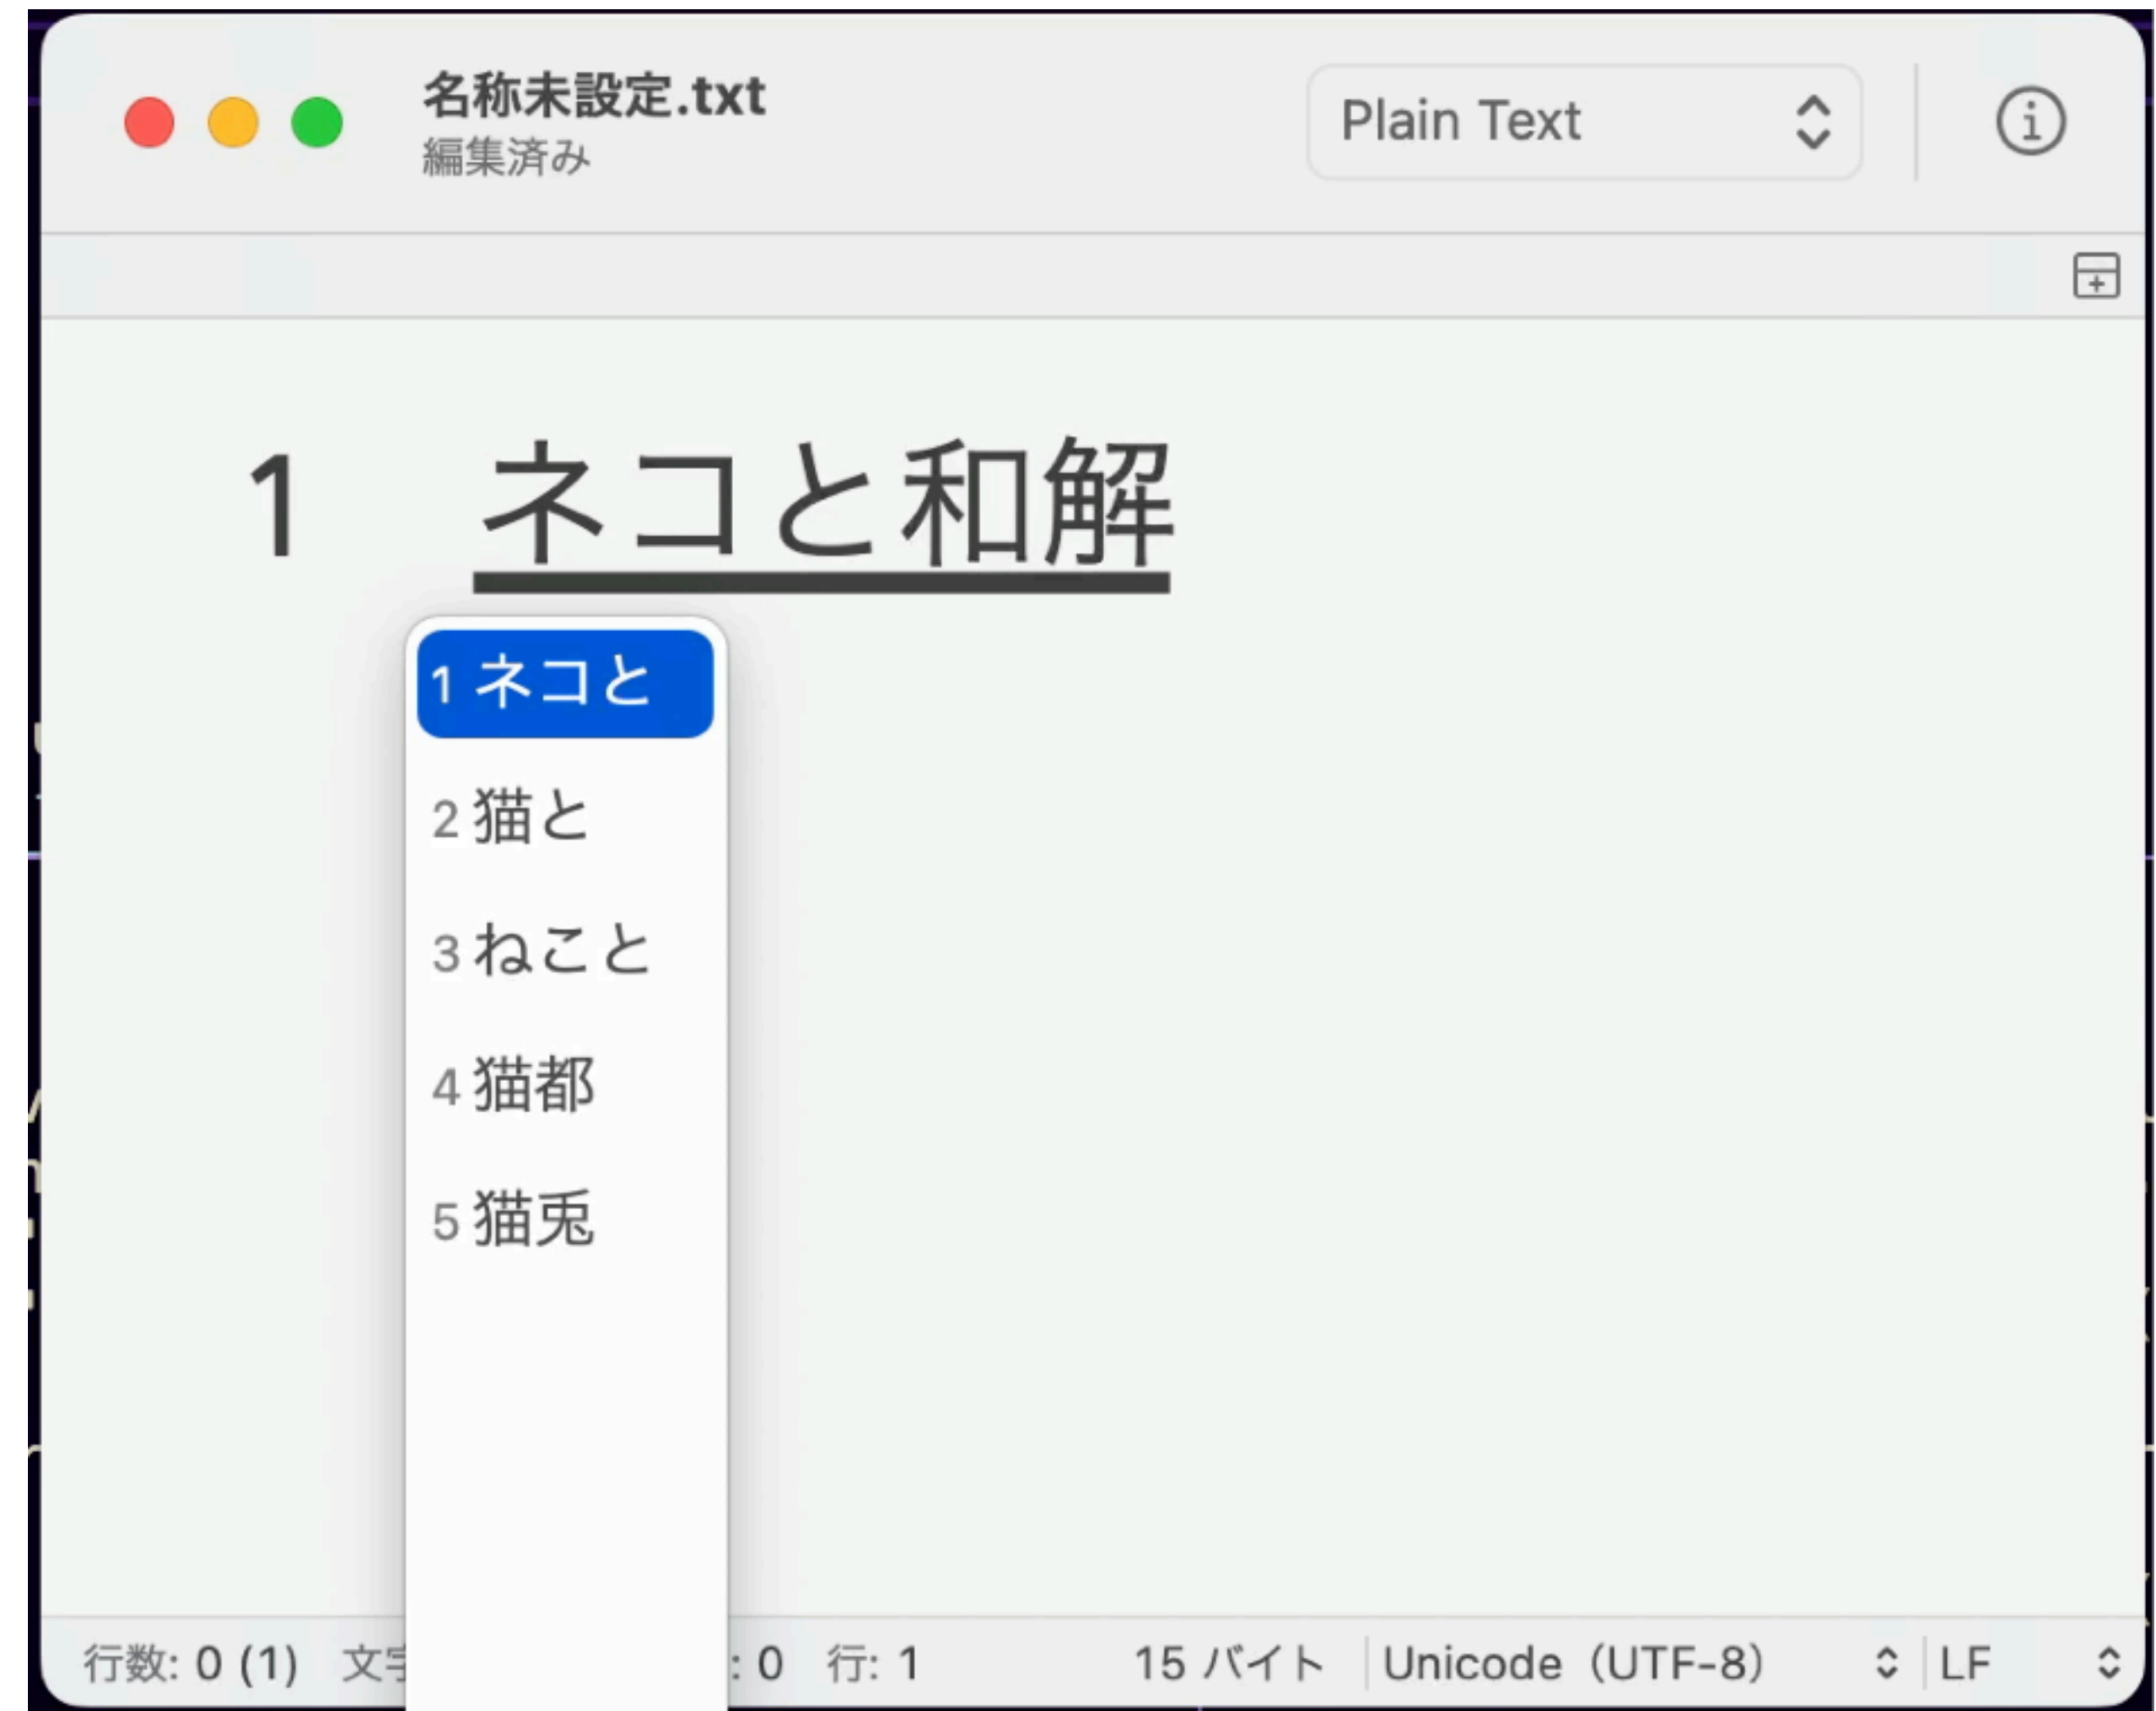 名称未設定.txt
編集済み
Plain Text
1 ネコと和解
1 ネコと
2 猫と
3 ねこと
4 猫都
5 猫兎
行数: 0 (1) 文字 : 0 行: 1 15 バイト Unicode（UTF-8） LF